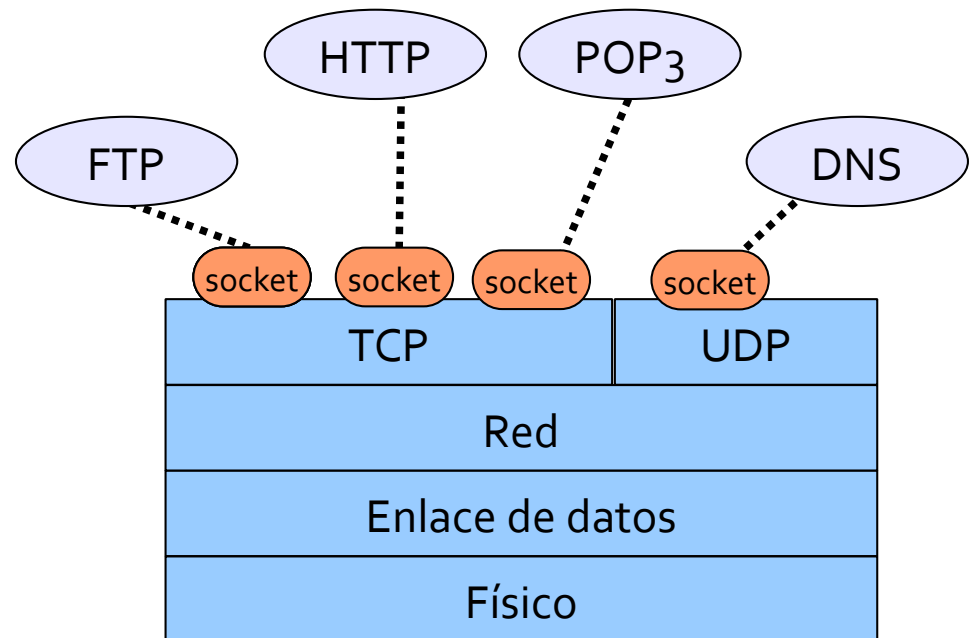 HTTP
POP3
FTP
DNS
socket
socket
socket
socket
TCP
UDP
Red
Enlace de datos
Físico